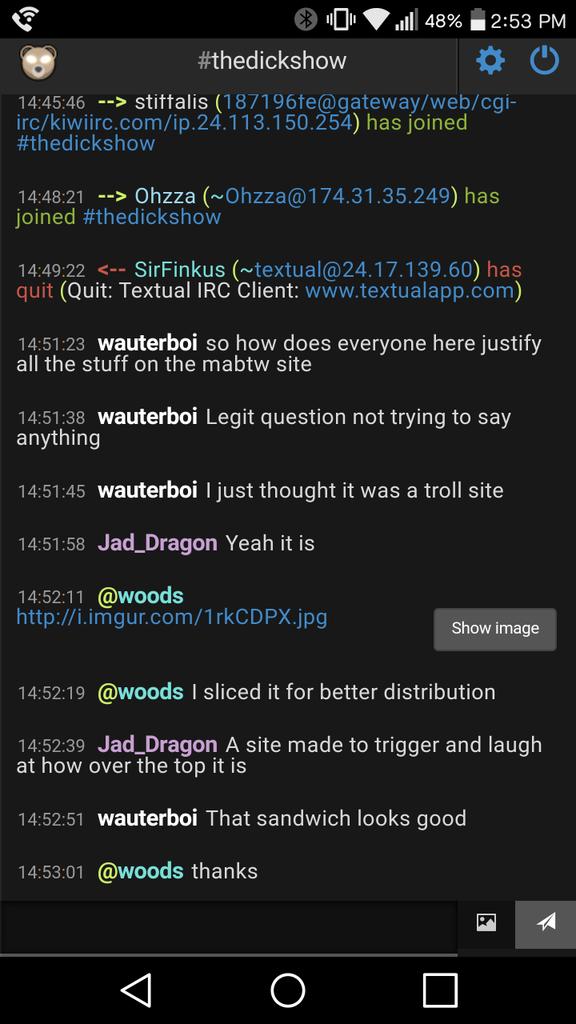 48% 2:53 PM
#thedickshow
14:45:46 --> stiffalis (187196fe@gateway/web/cgi-
irc/kiwiirc.com/ip.24.113.150.254) has joined
#thedickshow
14:48:21 --> Ohzza (~Ohzza@174.31.35.249) has
joined #thedickshow
14:49:22 <-- SirFinkus (~textual@24.17.139.60) has
quit (Quit: Textual IRC Client: www.textualapp.com)
14:51:23 wauterboi so how does everyone here justify
all the stuff on the mabtw site
14:51:38 wauterboi Legit question not trying to say
anything
14:51:45 wauterboi I just thought it was a troll site
14:51:58 Jad_Dragon Yeah it is
14:52:11 @woods
http://i.imgur.com/1rkCDPX.jpg
Show image
14:52:19 @woods I sliced it for better distribution
14:52:39 Jad_Dragon A site made to trigger and laugh
at how over the top it is
14:52:51 wauterboi That sandwich looks good
14:53:01 @woods thanks